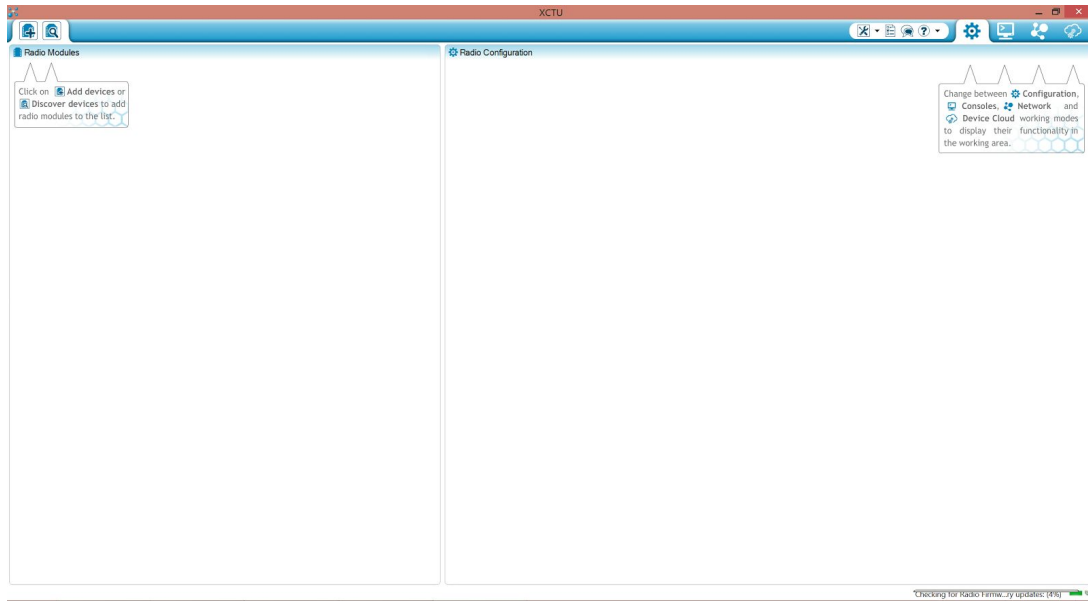 XCTU
Radio Modules
Radio Configuration
Click on Add devices or
Discover devices to add
radio modules to the list.
Change between Configuration,
Consoles, Network and
Device Cloud working modes
to display their functionality in
the working area.
Checking for Radio Firmw...ry updates: (4%)